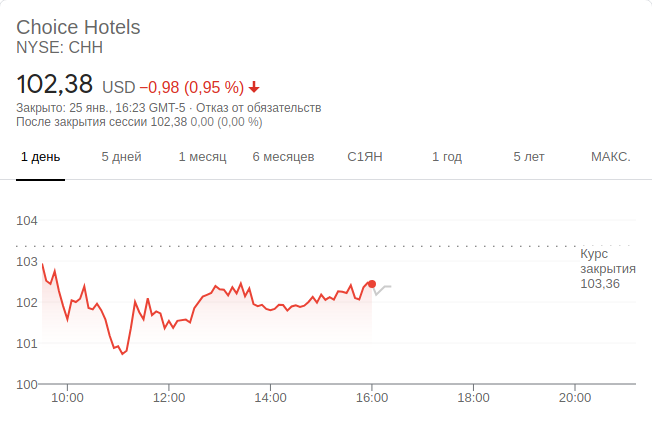 Choice Hotels
NYSE: CHH
102,38 USD −0,98 (0,95 %)
Закрыто: 25 янв., 16:23 GMT-5 · Отказ от обязательств
После закрытия сессии 102,38 0,00 (0,00 %)
1 день 5 дней 1 месяц 6 месяцев С1ЯН 1 год 5 лет МАКС.
104
103
102
101
100
Курс
закрытия
103,36
10:00 12:00 14:00 16:00 18:00 20:00